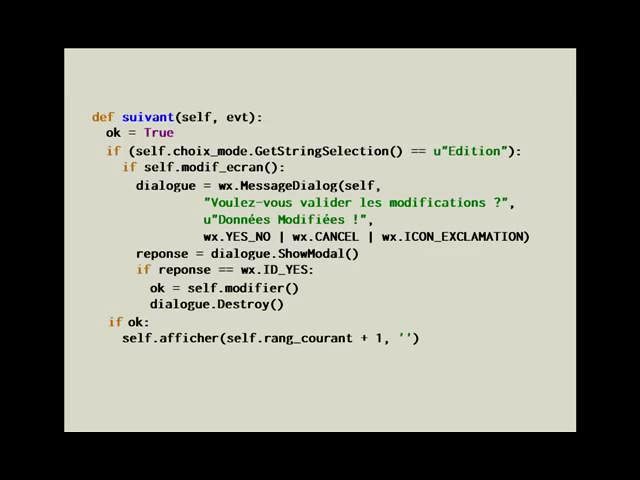 def suivant(self, evt):
ok = True
if (self.choix_mode.GetStringSelection() == u"Edition"):
if self.modif_ecran():
dialogue = wx.MessageDialog(self,
"Voulez-vous valider les modifications ?",
u"Données Modifiées !",
wx.YES_NO | wx.CANCEL | wx.ICON_EXCLAMATION)
reponse = dialogue.ShowModal()
if reponse == wx.ID_YES:
ok = self.modifier()
dialogue.Destroy()
if ok:
self.afficher(self.rang_courant + 1, '')